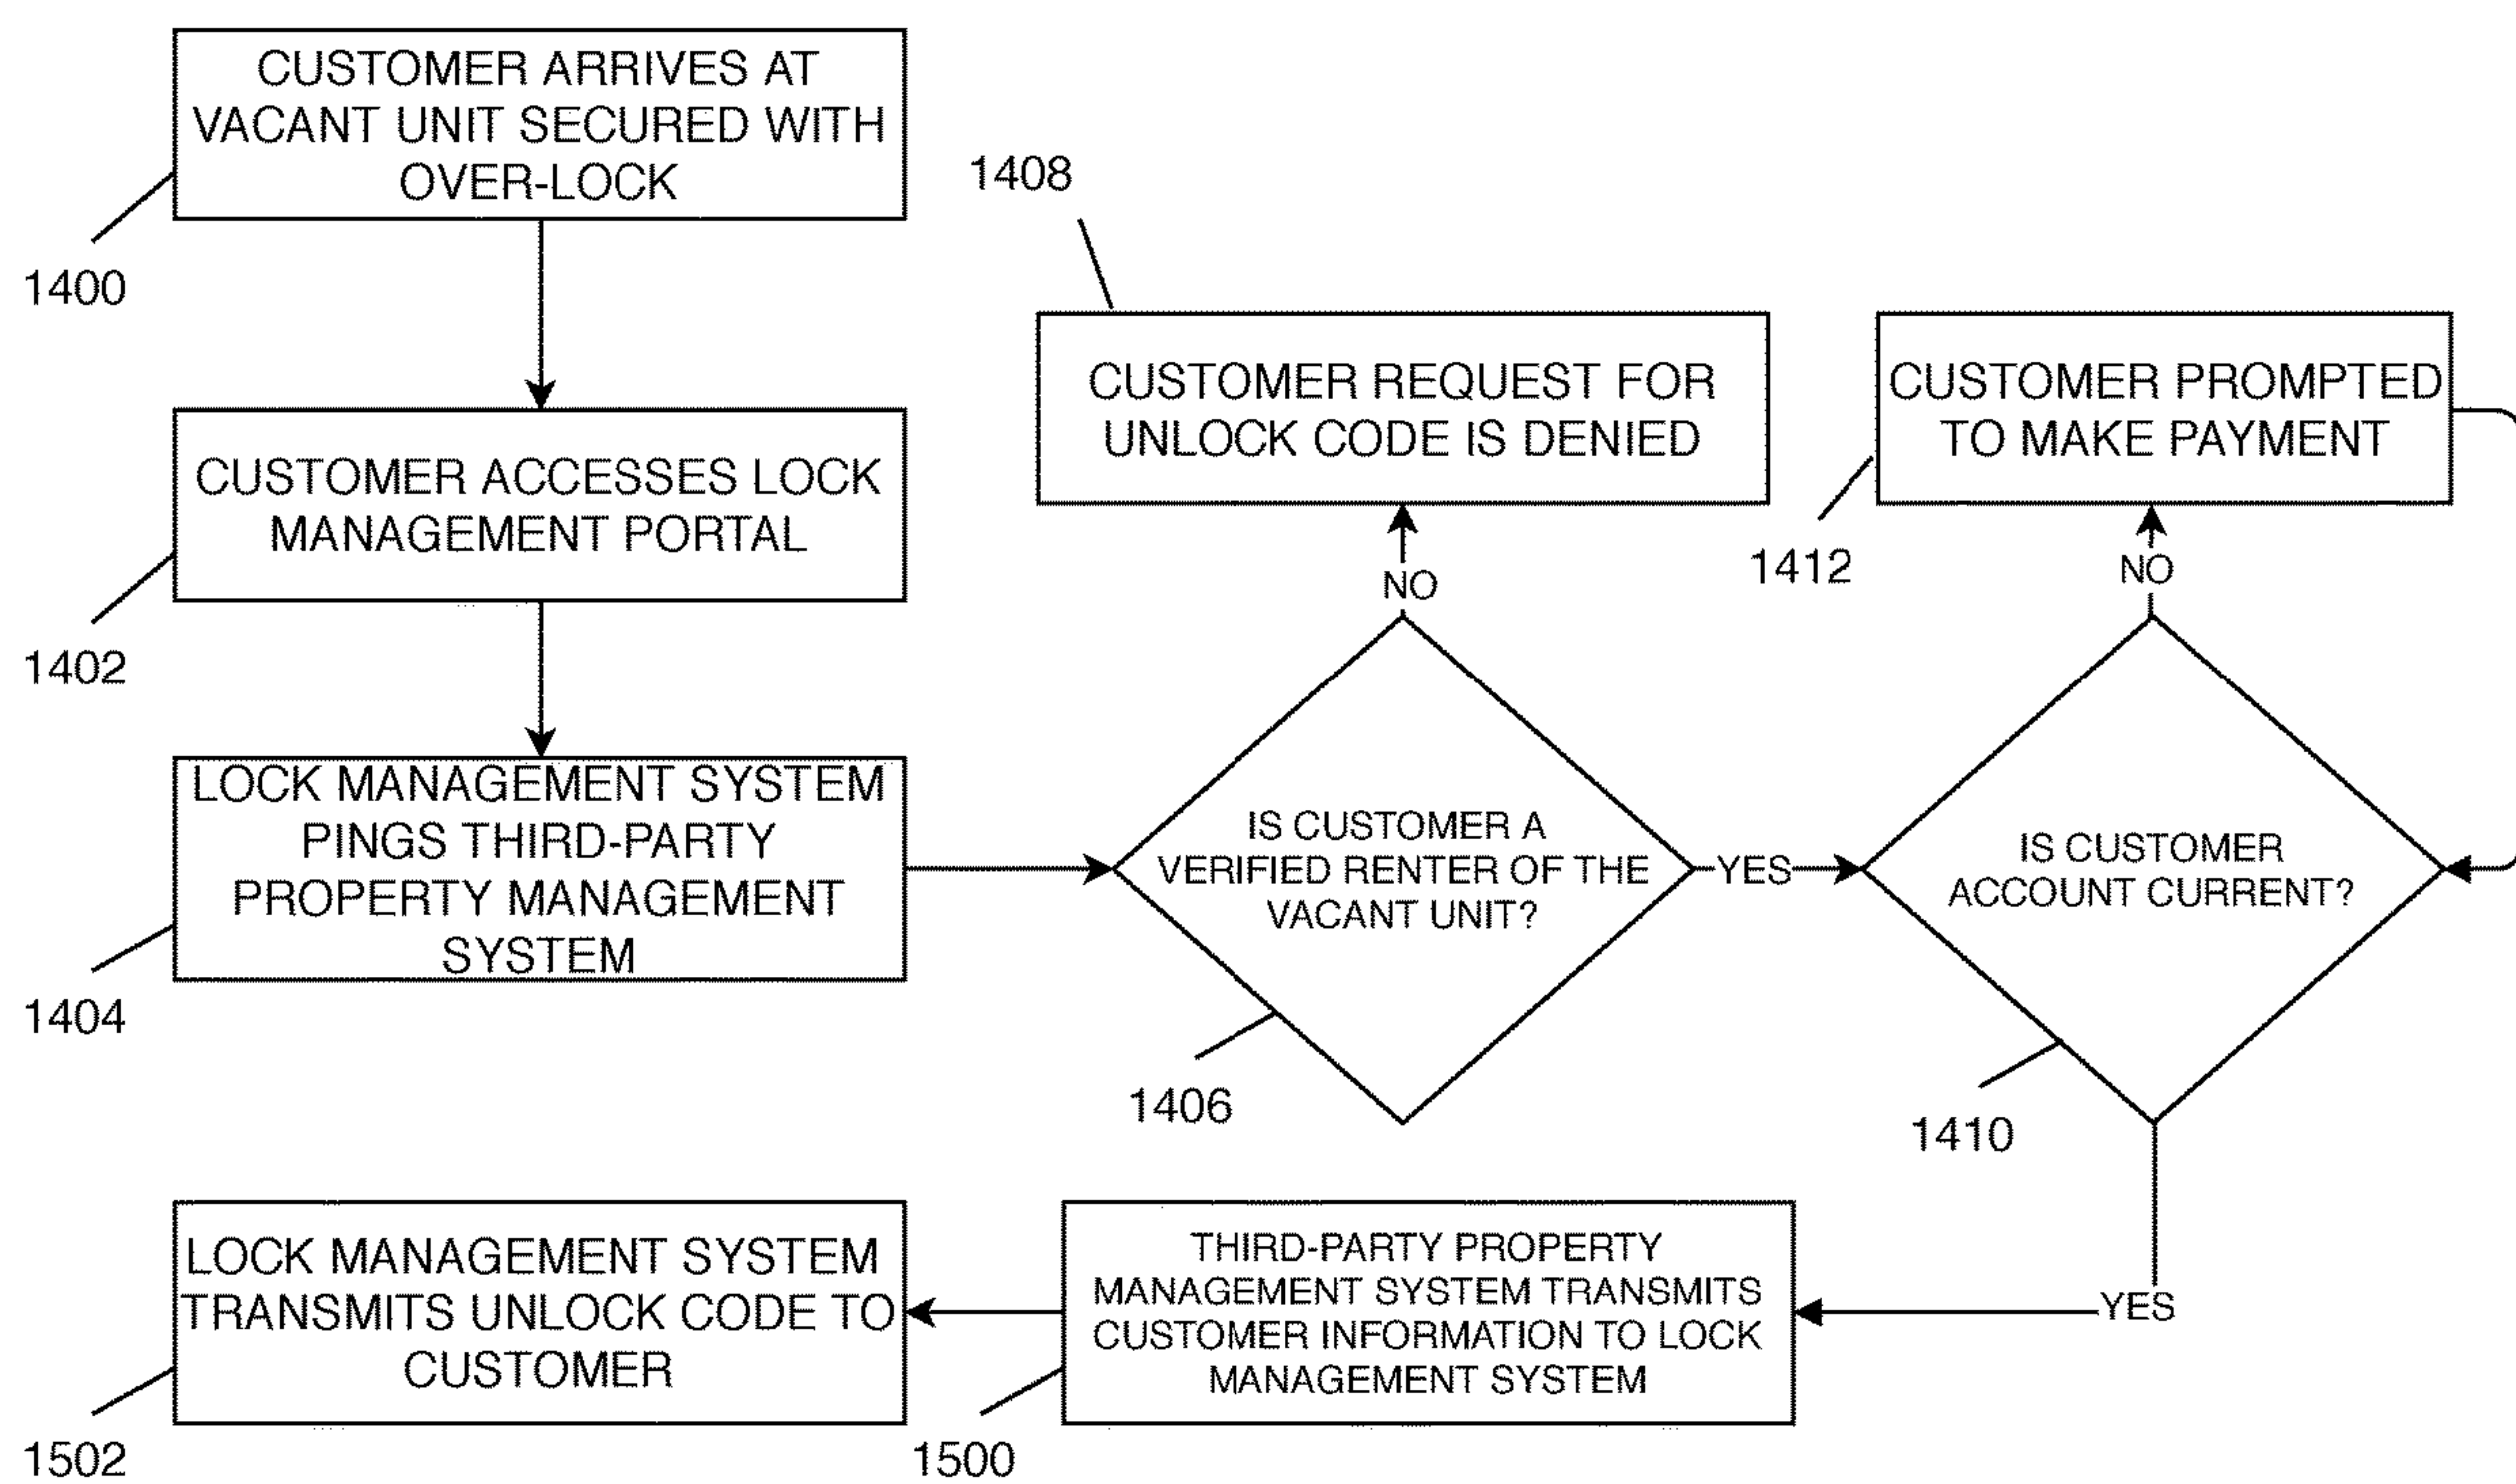 CUSTOMER ARRIVES AT
VACANT UNIT SECURED WITH
OVER-LOCK
1400
CUSTOMER ACCESSES LOCK
MANAGEMENT PORTAL
1402
LOCK MANAGEMENT SYSTEM
PINGS THIRD-PARTY
PROPERTY MANAGEMENT
SYSTEM
1404
1408
CUSTOMER REQUEST FOR
UNLOCK CODE IS DENIED
NO
IS CUSTOMER A
VERIFIED RENTER OF THE
VACANT UNIT?
1406
YES
CUSTOMER PROMPTED
TO MAKE PAYMENT
1412
NO
IS CUSTOMER
ACCOUNT CURRENT?
1410
YES
THIRD-PARTY PROPERTY
MANAGEMENT SYSTEM TRANSMITS
CUSTOMER INFORMATION TO LOCK
MANAGEMENT SYSTEM
1500
LOCK MANAGEMENT SYSTEM
TRANSMITS UNLOCK CODE TO
CUSTOMER
1502